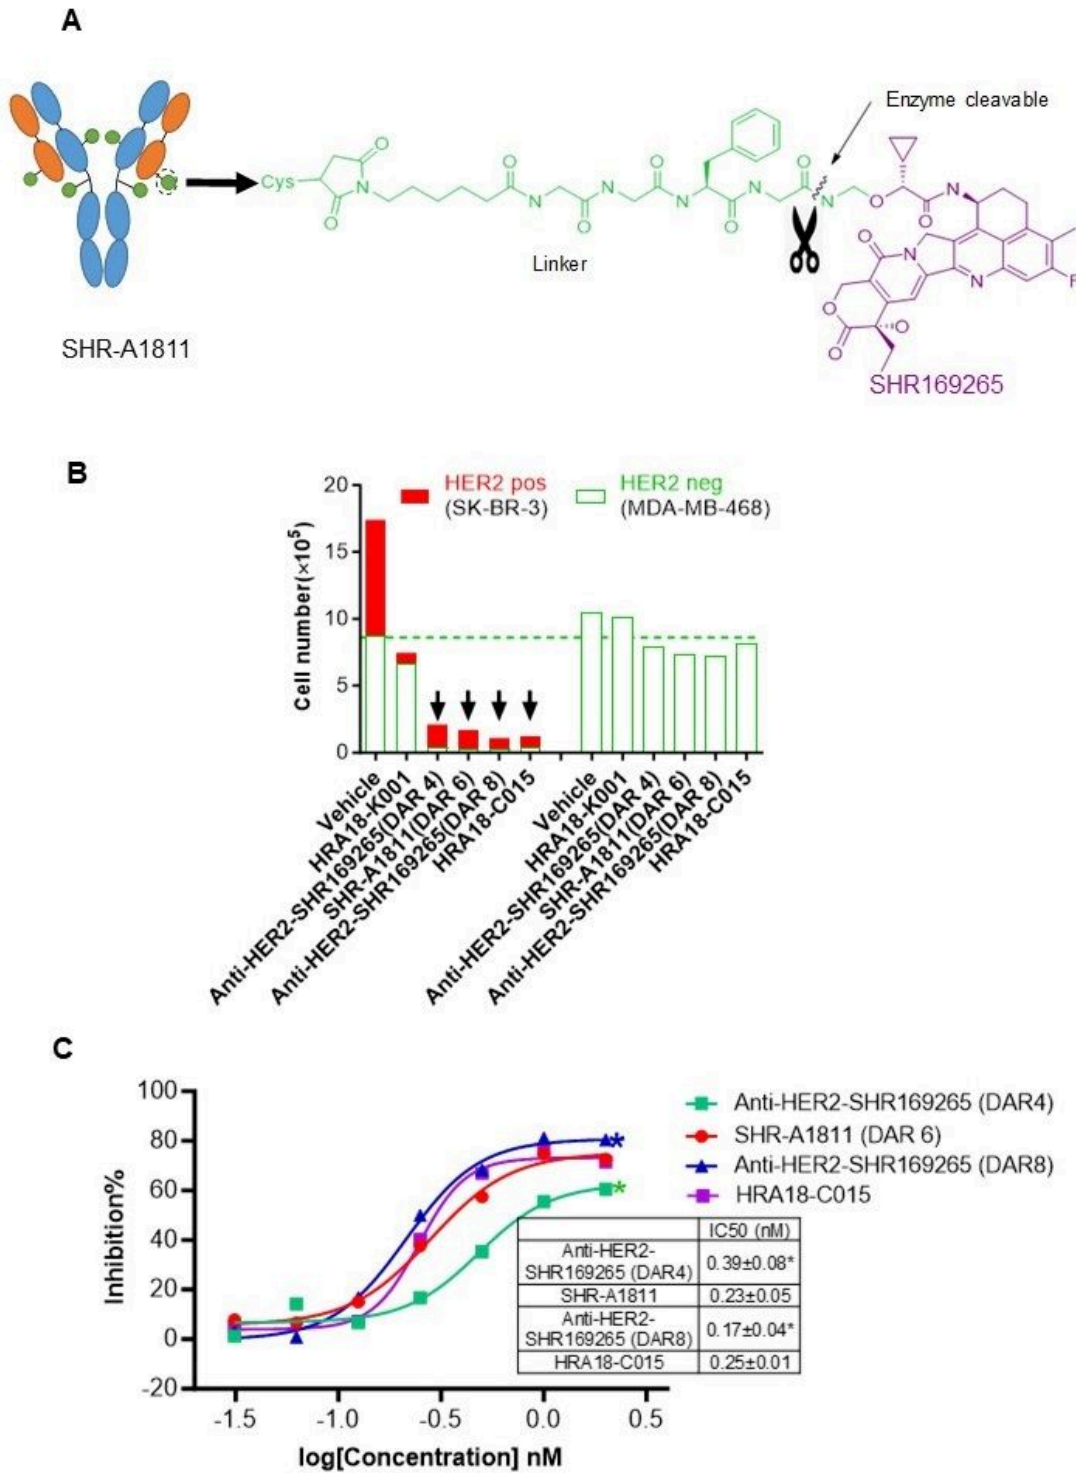 A
Enzyme cleavable
Cys
N
O
O
O
N
O
N
O
N
O
N
O
N
O
O
N
Linker
O
N
N
F
O
O
O
SHR-A1811
SHR169265
B
20
15
10
5
0
Cell number(×10⁵)
HER2 pos
(SK-BR-3)
HER2 neg
(MDA-MB-468)
Vehicle
HRA18-K001
Anti-HER2-SHR169265(DAR 4)
SHR-A1811(DAR 6)
Anti-HER2-SHR169265(DAR 8)
HRA18-C015
Vehicle
HRA18-K001
Anti-HER2-SHR169265(DAR 4)
SHR-A1811(DAR 6)
Anti-HER2-SHR169265(DAR 8)
HRA18-C015
C
100
80
60
40
20
0
-20
Inhibition%
-1.5 -1.0 -0.5 0.0 0.5
log[Concentration] nM
*
*
Anti-HER2-SHR169265 (DAR4)
SHR-A1811 (DAR 6)
Anti-HER2-SHR169265 (DAR8)
HRA18-C015
IC50 (nM)
Anti-HER2-
SHR169265 (DAR4) 0.39±0.08*
SHR-A1811 0.23±0.05
Anti-HER2-
SHR169265 (DAR8) 0.17±0.04*
HRA18-C015 0.25±0.01